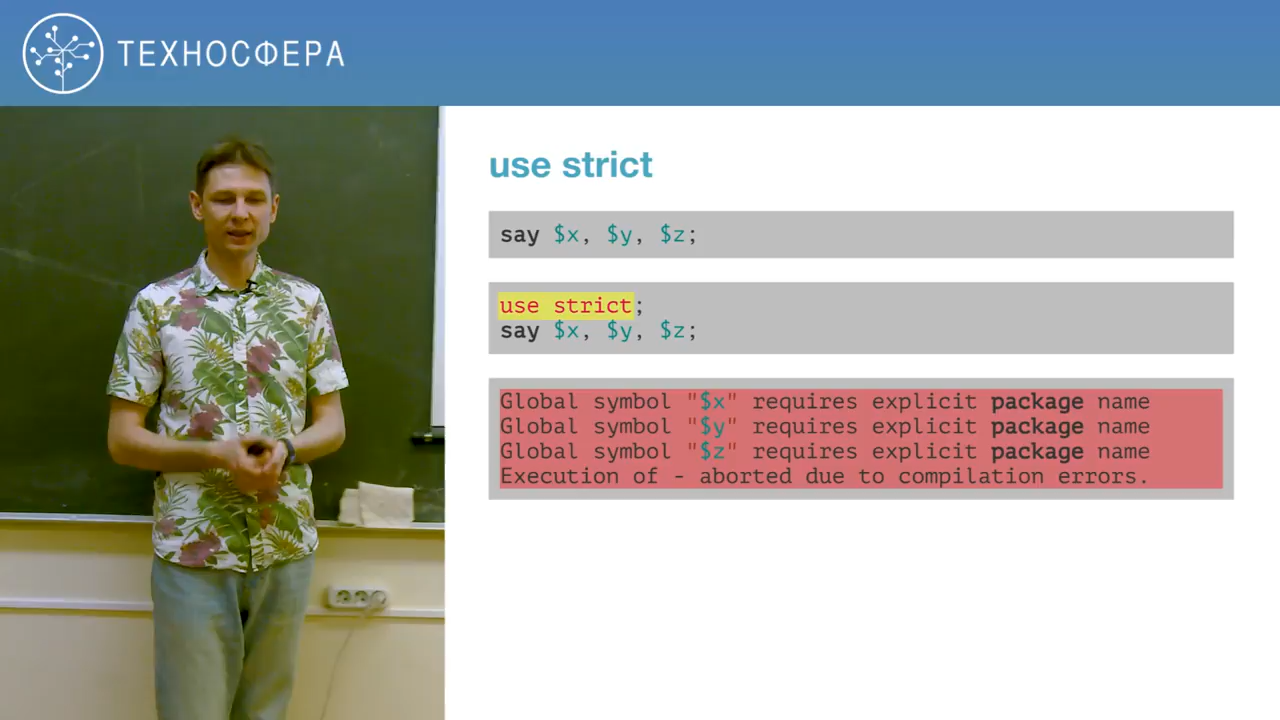 ТЕХНОСФЕРА
use strict
say $x, $y, $z;
use strict;
say $x, $y, $z;
Global symbol "$x" requires explicit package name
Global symbol "$y" requires explicit package name
Global symbol "$z" requires explicit package name
Execution of - aborted due to compilation errors.